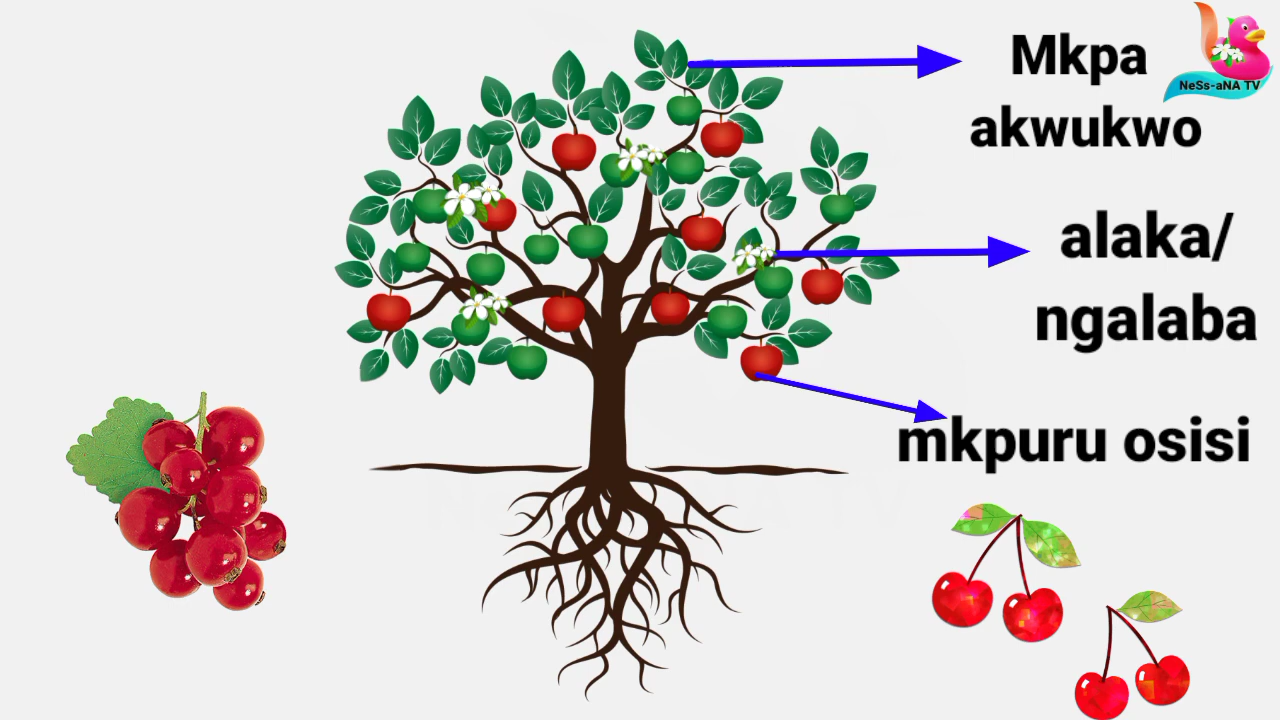 Mkpa
akwukwo
NeSs-aNA TV
alaka/
ngalaba
mkpuru osisi